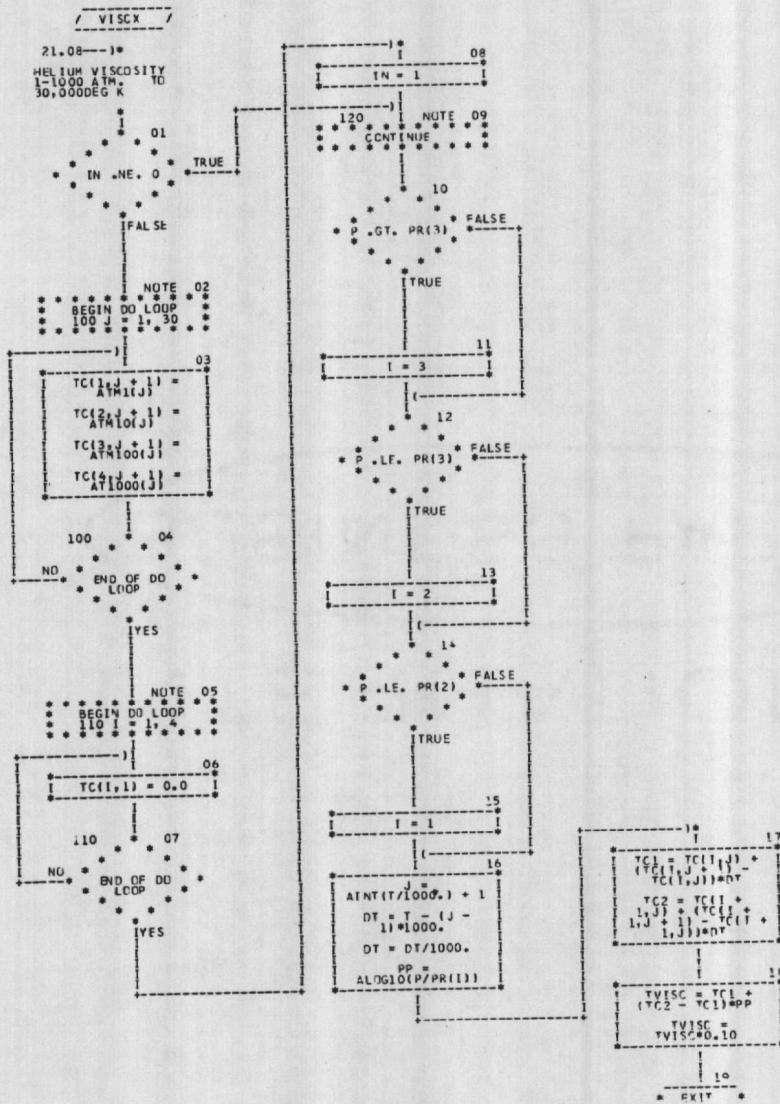 / VISCX /
21.08---)*
HELIUM VISCOSITY
1-1000 ATM. TO
30,000DEG K
01
IN .NE. 0
TRUE
FALSE
NOTE 02
BEGIN DO LOOP
100 J = 1, 30
03
TC(1,J + 1) =
ATM1(J)
TC(2,J + 1) =
ATM10(J)
TC(3,J + 1) =
ATM100(J)
TC(4,J + 1) =
AT1000(J)
100 04
END OF DO
LOOP
NO
YES
NOTE 05
BEGIN DO LOOP
110 I = 1, 4
06
TC(I,1) = 0.0
110 07
END OF DO
LOOP
NO
YES
08
IN = 1
120 NOTE 09
CONTINUE
10
P .GT. PR(3)
FALSE
TRUE
11
I = 3
12
P .LE. PR(3)
FALSE
TRUE
13
I = 2
14
P .LE. PR(2)
FALSE
TRUE
15
I = 1
16
J =
AINT(T/1000.) + 1
DT = T - (J -
1)*1000.
DT = DT/1000.
PP =
ALOG10(P/PR(I))
17
TC1 = TC(I,J) +
(TC(I,J + 1) -
TC(I,J))*DT
TC2 = TC(I +
1,J) + (TC(I +
1,J + 1) - TC(I +
1,J))*DT
TVISC = TC1 +
(TC2 - TC1)*PP
TVISC =
TVISC*0.10
19
* EXIT *